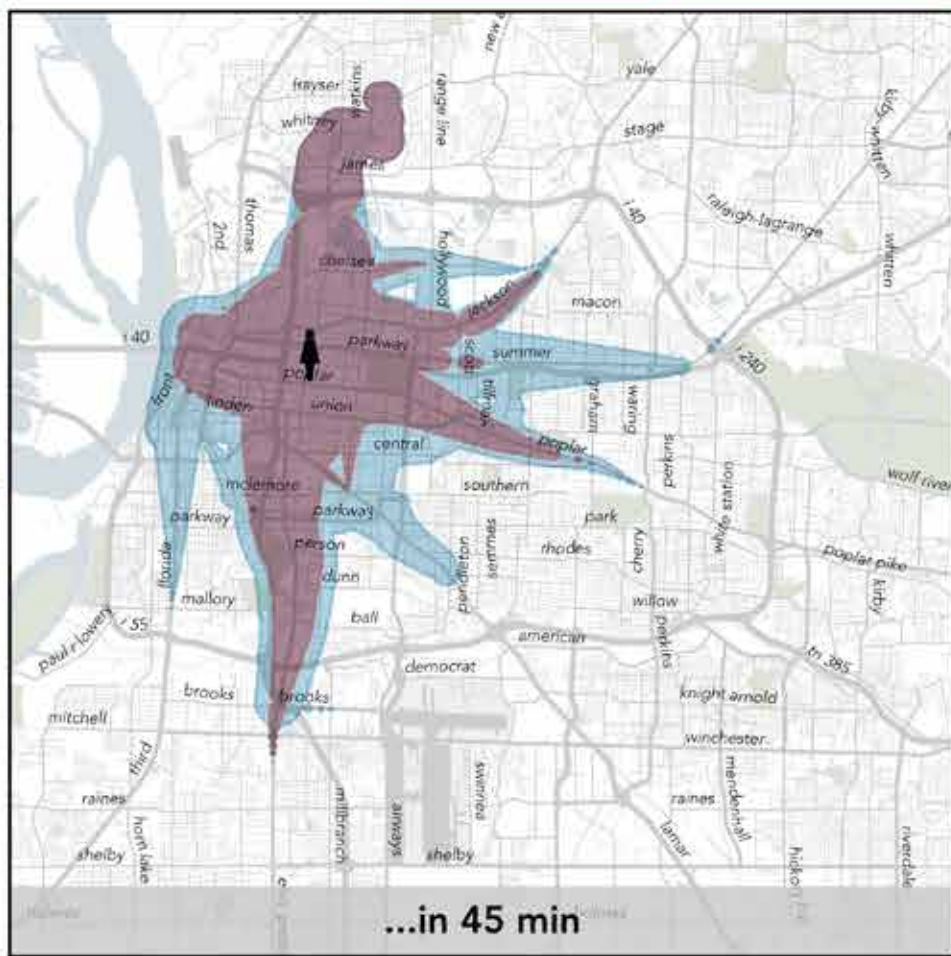 yale
frayser
watkins
range line
whitney
stage
kirby-whitten
james
thomas
2nd
i 40
raleigh-lagrange
whitten
hollywood
chelsea
jackson
macon
i 40
parkway
scott
summer
i 240
poplar
front
linden
union
tillman
graham
waring
central
poplar
perkins
mclemore
southern
white station
wolf river
parkway
park
person
rhodes
cherry
poplar pike
florida
dunn
pendleton
semmes
mallory
willow
kirby
ball
i 55
american
perkins
paul r lowery
democrat
tn 385
brooks
brooks
knight arnold
mitchell
winchester
third
swinnea
mendenhall
raines
millbranch
airways
raines
horn lake
lamar
shelby
shelby
riverdale
...in 45 min